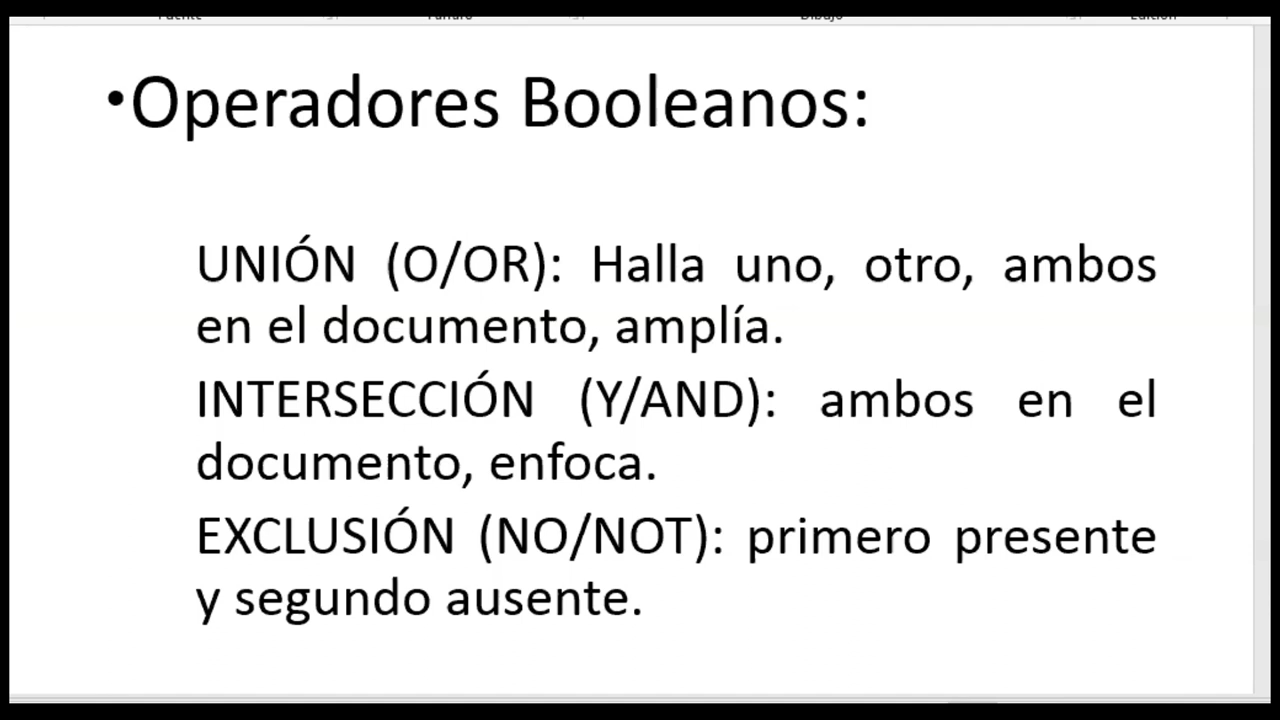 •Operadores Booleanos:
UNIÓN (O/OR): Halla uno, otro, ambos
en el documento, amplía.
INTERSECCIÓN (Y/AND): ambos en el
documento, enfoca.
EXCLUSIÓN (NO/NOT): primero presente
y segundo ausente.